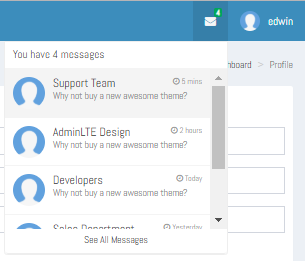 4
edwin
You have 4 messages
board > Profile
Support Team 5 mins
Why not buy a new awesome theme?
AdminLTE Design 2 hours
Why not buy a new awesome theme?
Developers Today
Why not buy a new awesome theme?
Sales Department Yesterday
See All Messages